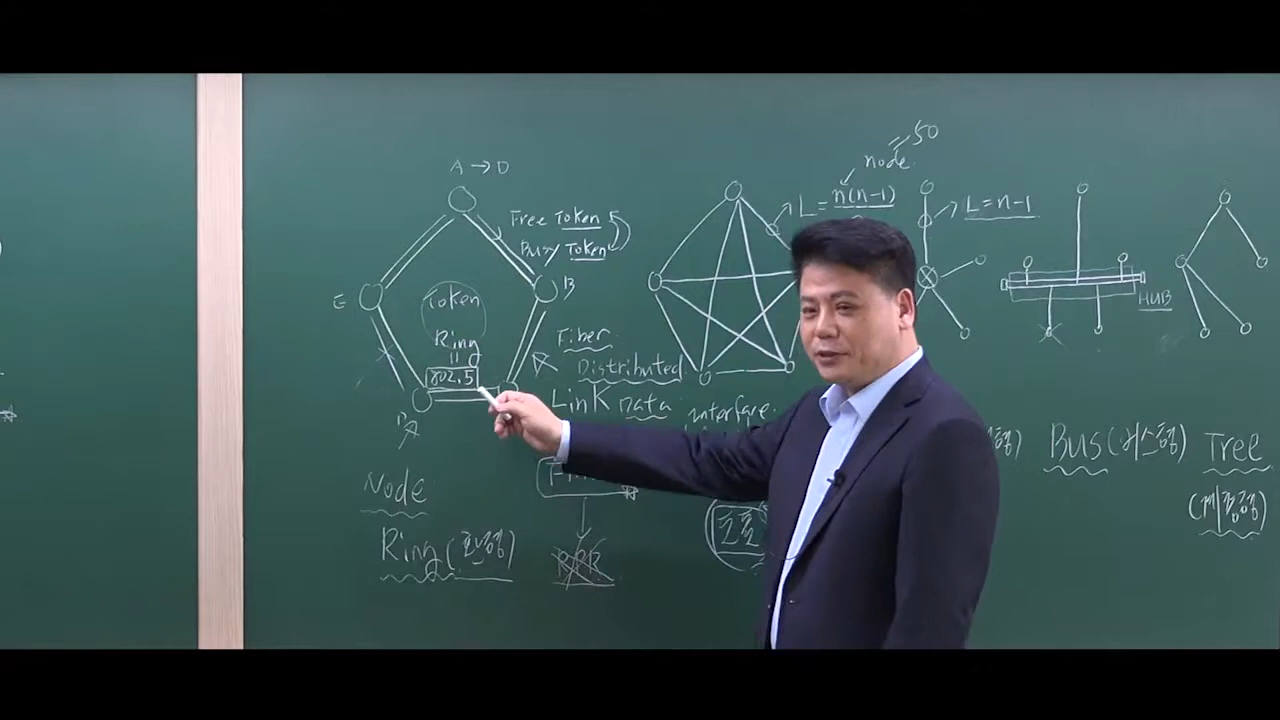 A → D
Free Token
Busy Token
E
B
Token
Ring
802.5
D
Node
Ring(환형)
Fiber
Distributed
Link Data interface.
50
node.
L = n(n-1)
L = n-1
HUB
Bus(버스형)
Tree
(계층형)